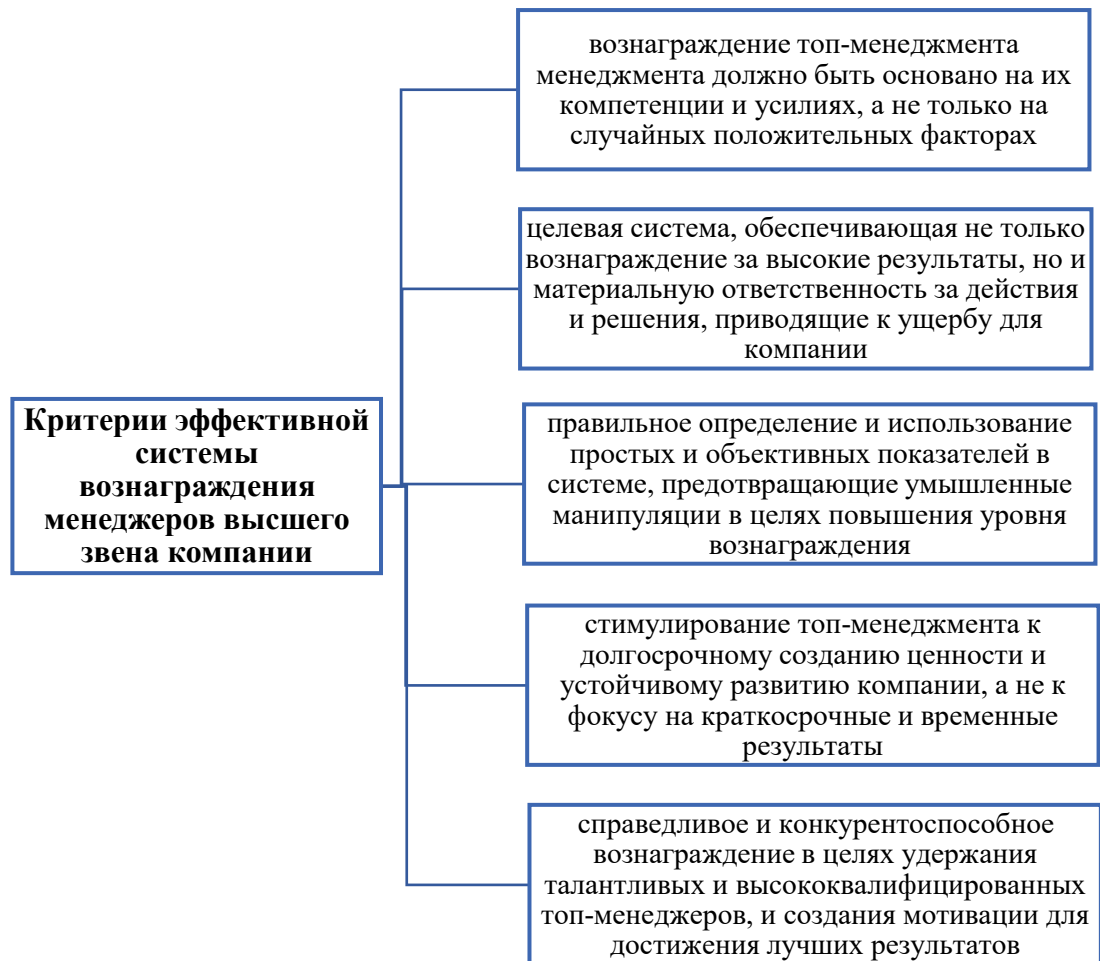 вознаграждение топ-менеджмента
менеджмента должно быть основано на их
компетенции и усилиях, а не только на
случайных положительных факторах
целевая система, обеспечивающая не только
вознаграждение за высокие результаты, но и
материальную ответственность за действия
и решения, приводящие к ущербу для
компании
Критерии эффективной
системы
вознаграждения
менеджеров высшего
звена компании
правильное определение и использование
простых и объективных показателей в
системе, предотвращающие умышленные
манипуляции в целях повышения уровня
вознаграждения
стимулирование топ-менеджмента к
долгосрочному созданию ценности и
устойчивому развитию компании, а не к
фокусу на краткосрочные и временные
результаты
справедливое и конкурентоспособное
вознаграждение в целях удержания
талантливых и высококвалифицированных
топ-менеджеров, и создания мотивации для
достижения лучших результатов